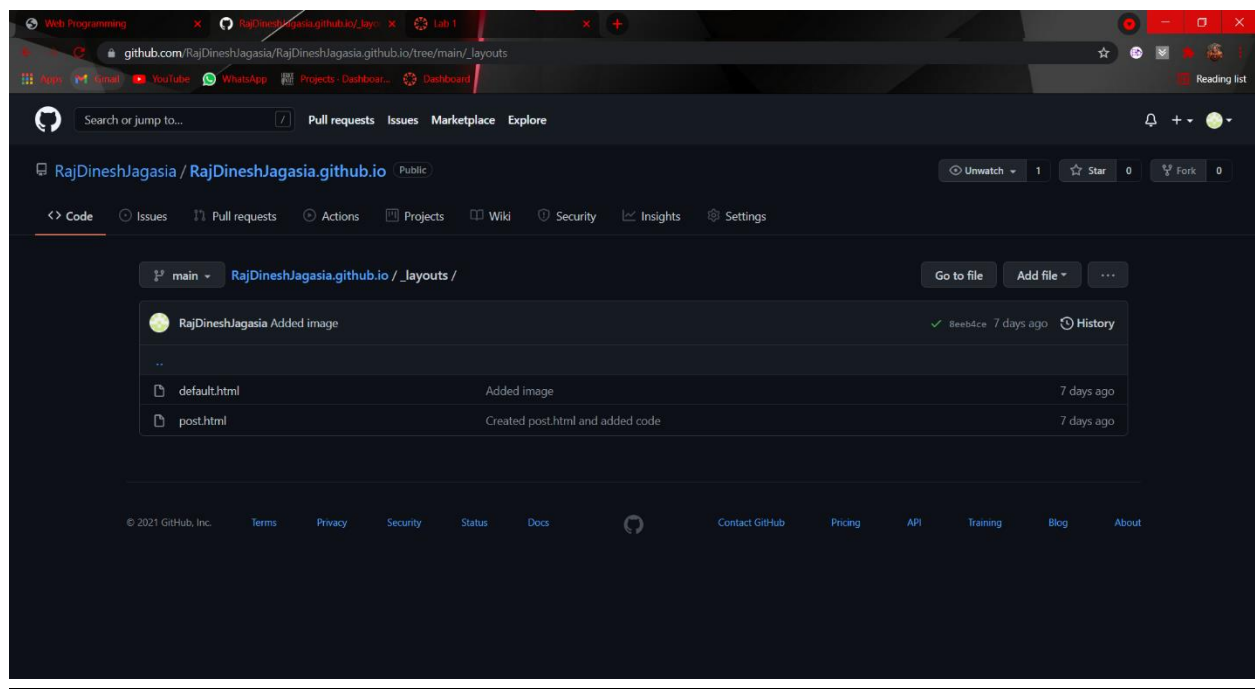 Web Programming RajDineshJagasia.github.io/_layo Lab 1
github.com/RajDineshJagasia/RajDineshJagasia.github.io/tree/main/_layouts
Apps Gmail YouTube WhatsApp Projects - Dashboar... Dashboard Reading list
Search or jump to... / Pull requests Issues Marketplace Explore
RajDineshJagasia / RajDineshJagasia.github.io Public Unwatch 1 Star 0 Fork 0
Code Issues Pull requests Actions Projects Wiki Security Insights Settings
main RajDineshJagasia.github.io / _layouts / Go to file Add file ...
RajDineshJagasia Added image 8eeb4ce 7 days ago History
..
default.html Added image 7 days ago
post.html Created post.html and added code 7 days ago
© 2021 GitHub, Inc. Terms Privacy Security Status Docs Contact GitHub Pricing API Training Blog About